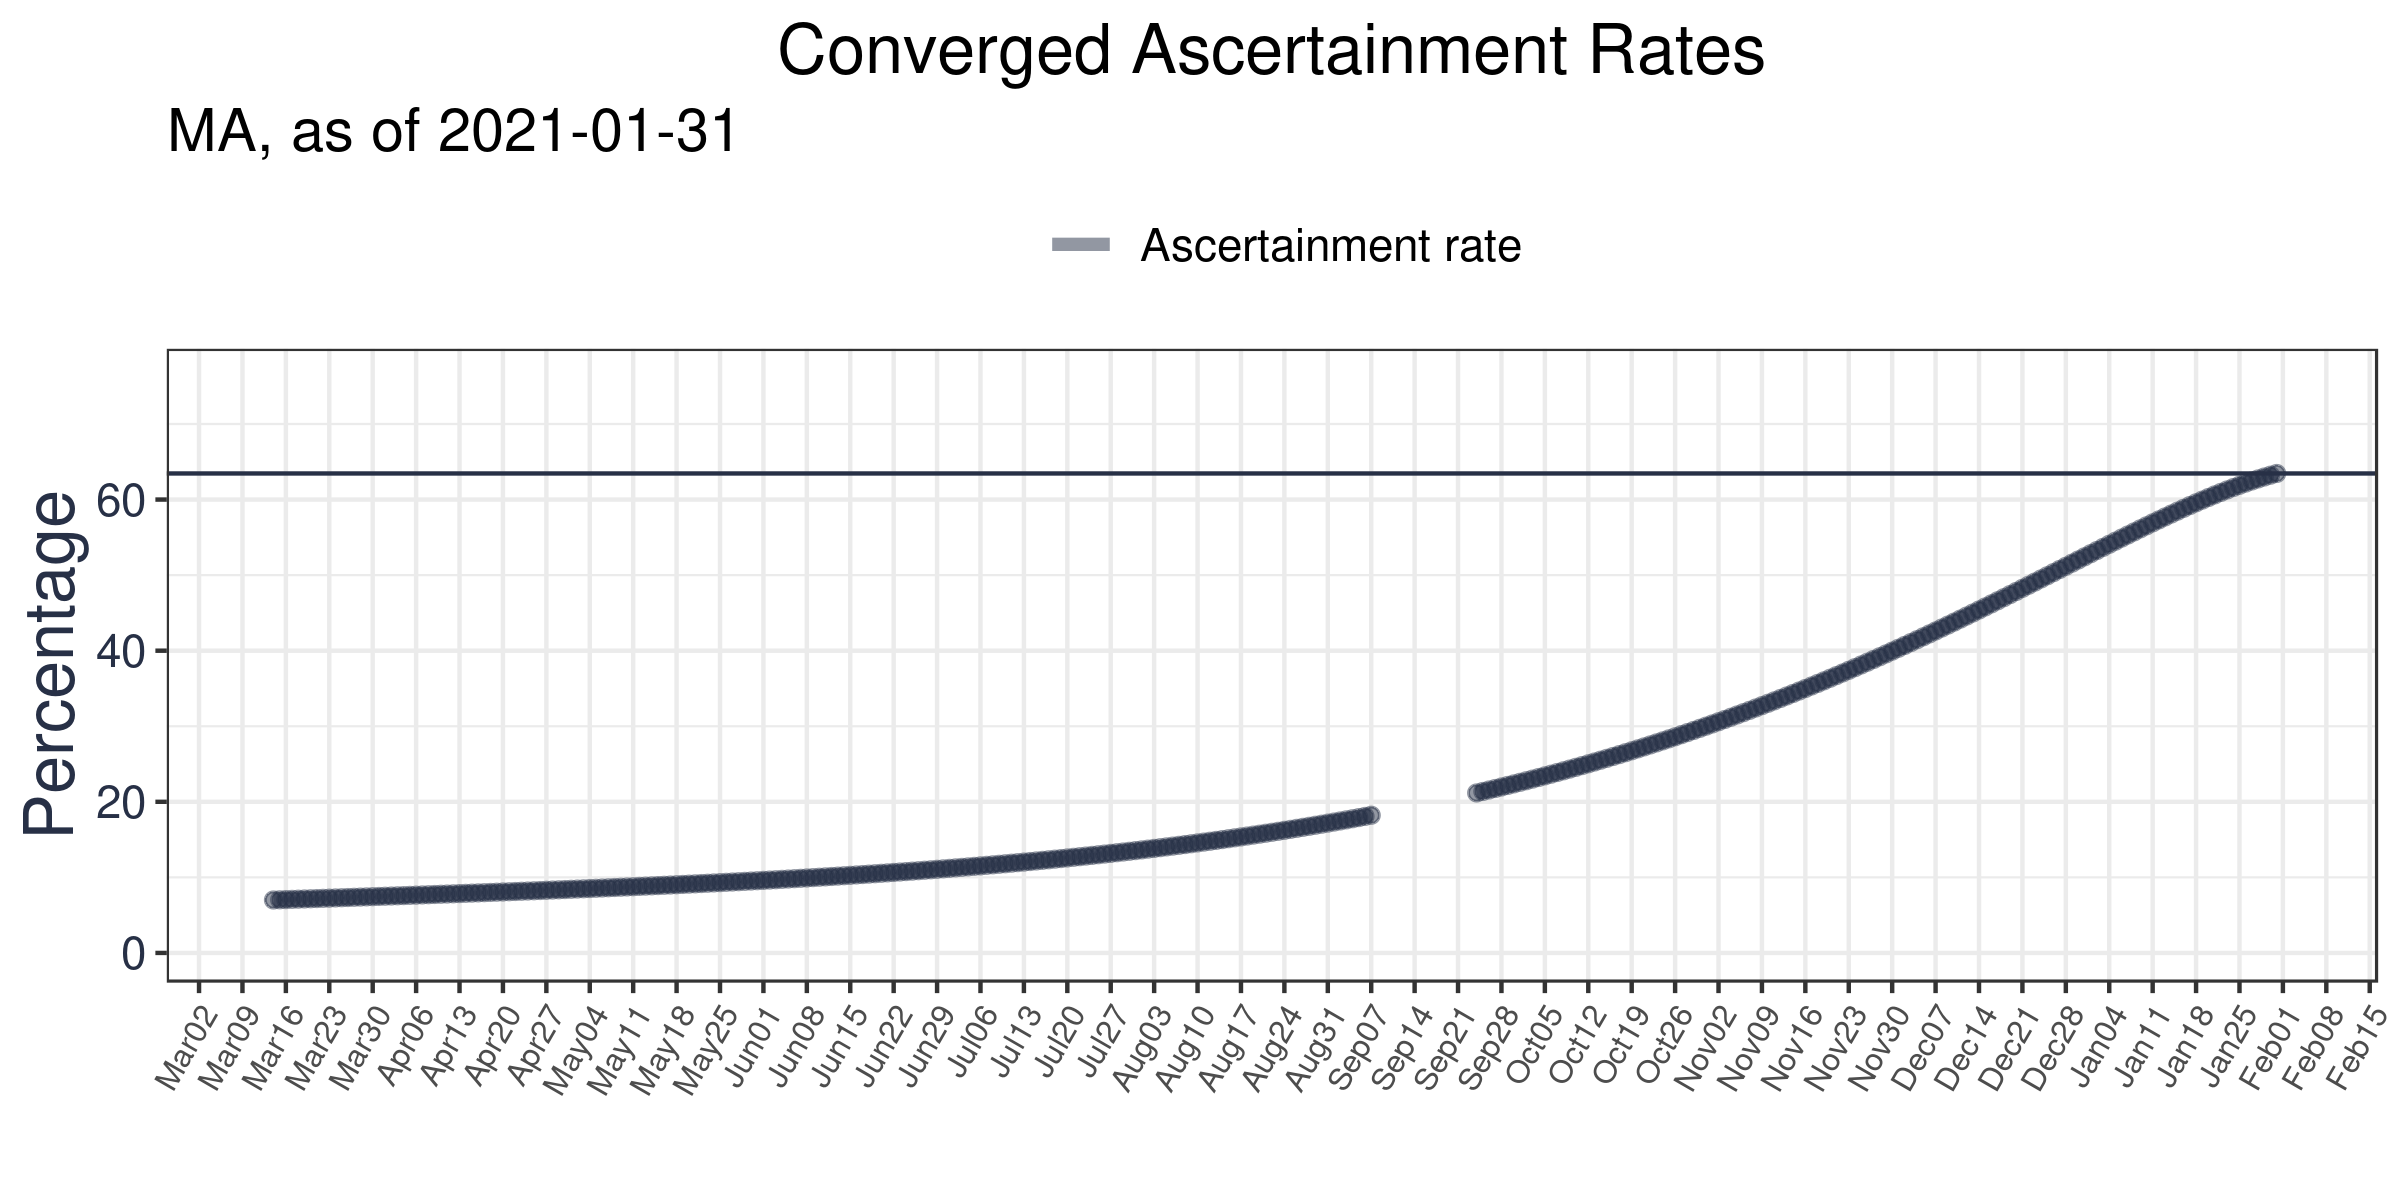 Converged Ascertainment Rates
MA, as of 2021-01-31
Ascertainment rate
Percentage
60
40
20
0
Mar02
Mar09
Mar16
Mar23
Mar30
Apr06
Apr13
Apr20
Apr27
May04
May11
May18
May25
Jun01
Jun08
Jun15
Jun22
Jun29
Jul06
Jul13
Jul20
Jul27
Aug03
Aug10
Aug17
Aug24
Aug31
Sep07
Sep14
Sep21
Sep28
Oct05
Oct12
Oct19
Oct26
Nov02
Nov09
Nov16
Nov23
Nov30
Dec07
Dec14
Dec21
Dec28
Jan04
Jan11
Jan18
Jan25
Feb01
Feb08
Feb15